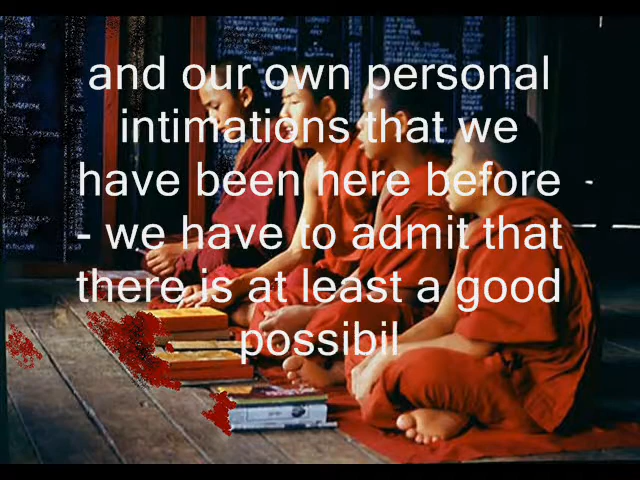 and our own personal
intimations that we
have been here before
- we have to admit that
there is at least a good
possibil